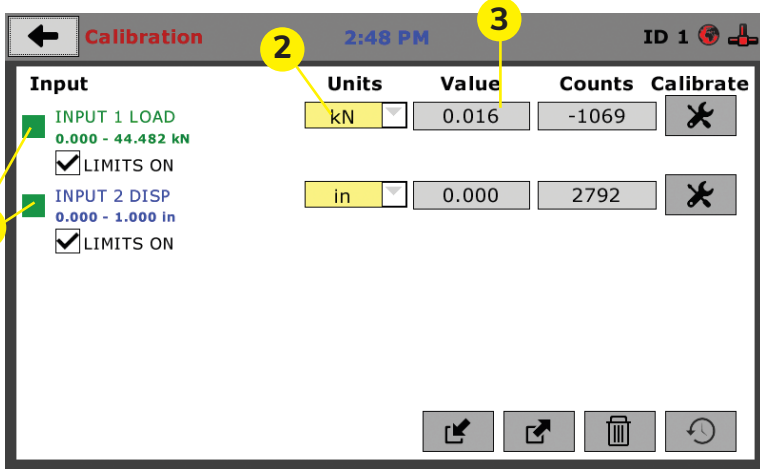 3
Calibration 2 2:48 PM ID 1
Input Units Value Counts Calibrate
INPUT 1 LOAD kN 0.016 -1069
0.000 - 44.482 kN
LIMITS ON
INPUT 2 DISP in 0.000 2792
0.000 - 1.000 in
LIMITS ON